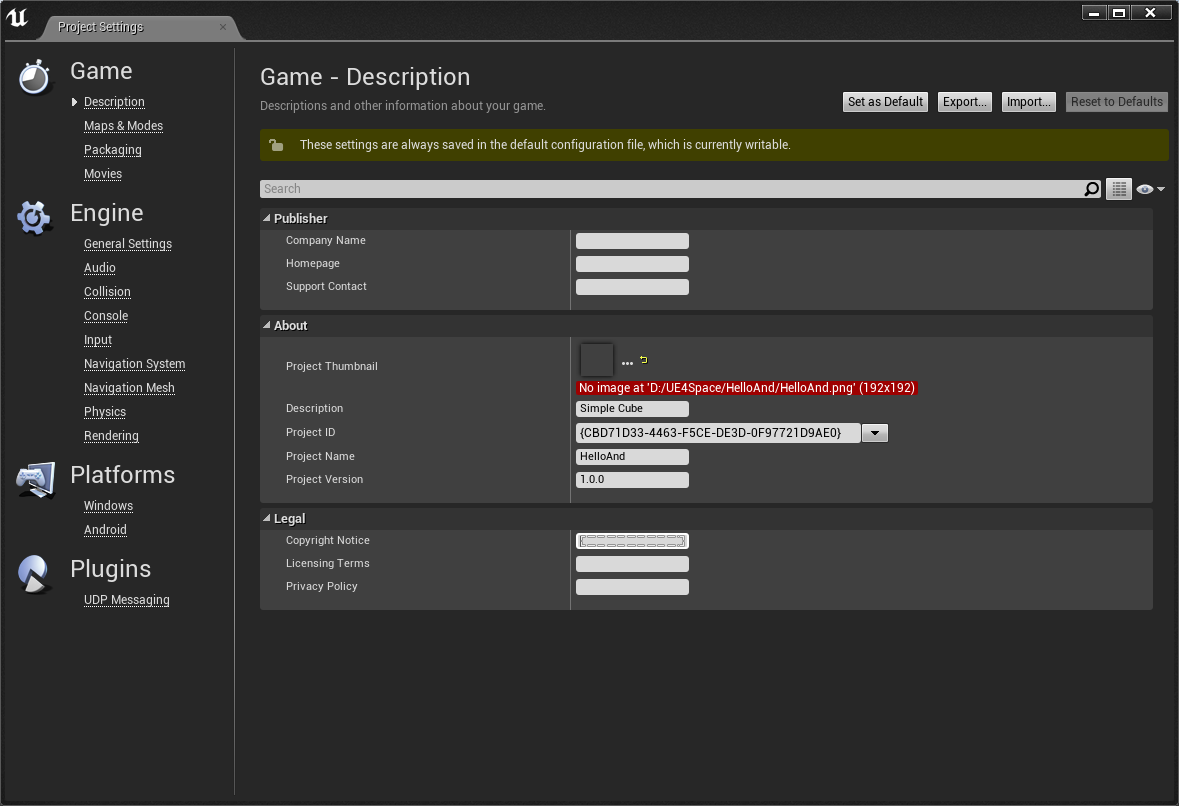 Project Settings
Game
Description
Maps & Modes
Packaging
Movies
Engine
General Settings
Audio
Collision
Console
Input
Navigation System
Navigation Mesh
Physics
Rendering
Platforms
Windows
Android
Plugins
UDP Messaging
Game - Description
Descriptions and other information about your game.
Set as Default
Export...
Import...
Reset to Defaults
These settings are always saved in the default configuration file, which is currently writable.
Search
Publisher
Company Name
Homepage
Support Contact
About
Project Thumbnail
...
No image at 'D:/UE4Space/HelloAnd/HelloAnd.png' (192x192)
Description Simple Cube
Project ID {CBD71D33-4463-F5CE-DE3D-0F97721D9AE0}
Project Name HelloAnd
Project Version 1.0.0
Legal
Copyright Notice
Licensing Terms
Privacy Policy